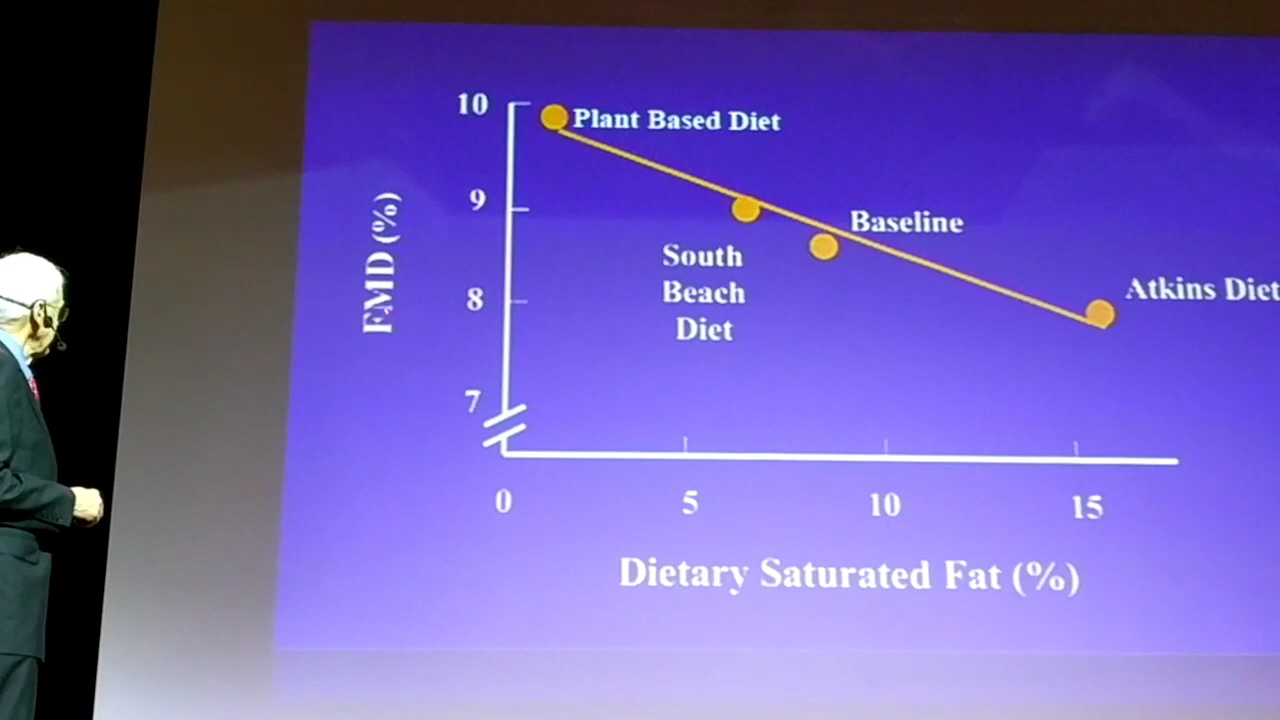 10
Plant Based Diet
9
Baseline
FMD (%)
South
Beach
Diet
8
Atkins Diet
7
0 5 10 15
Dietary Saturated Fat (%)